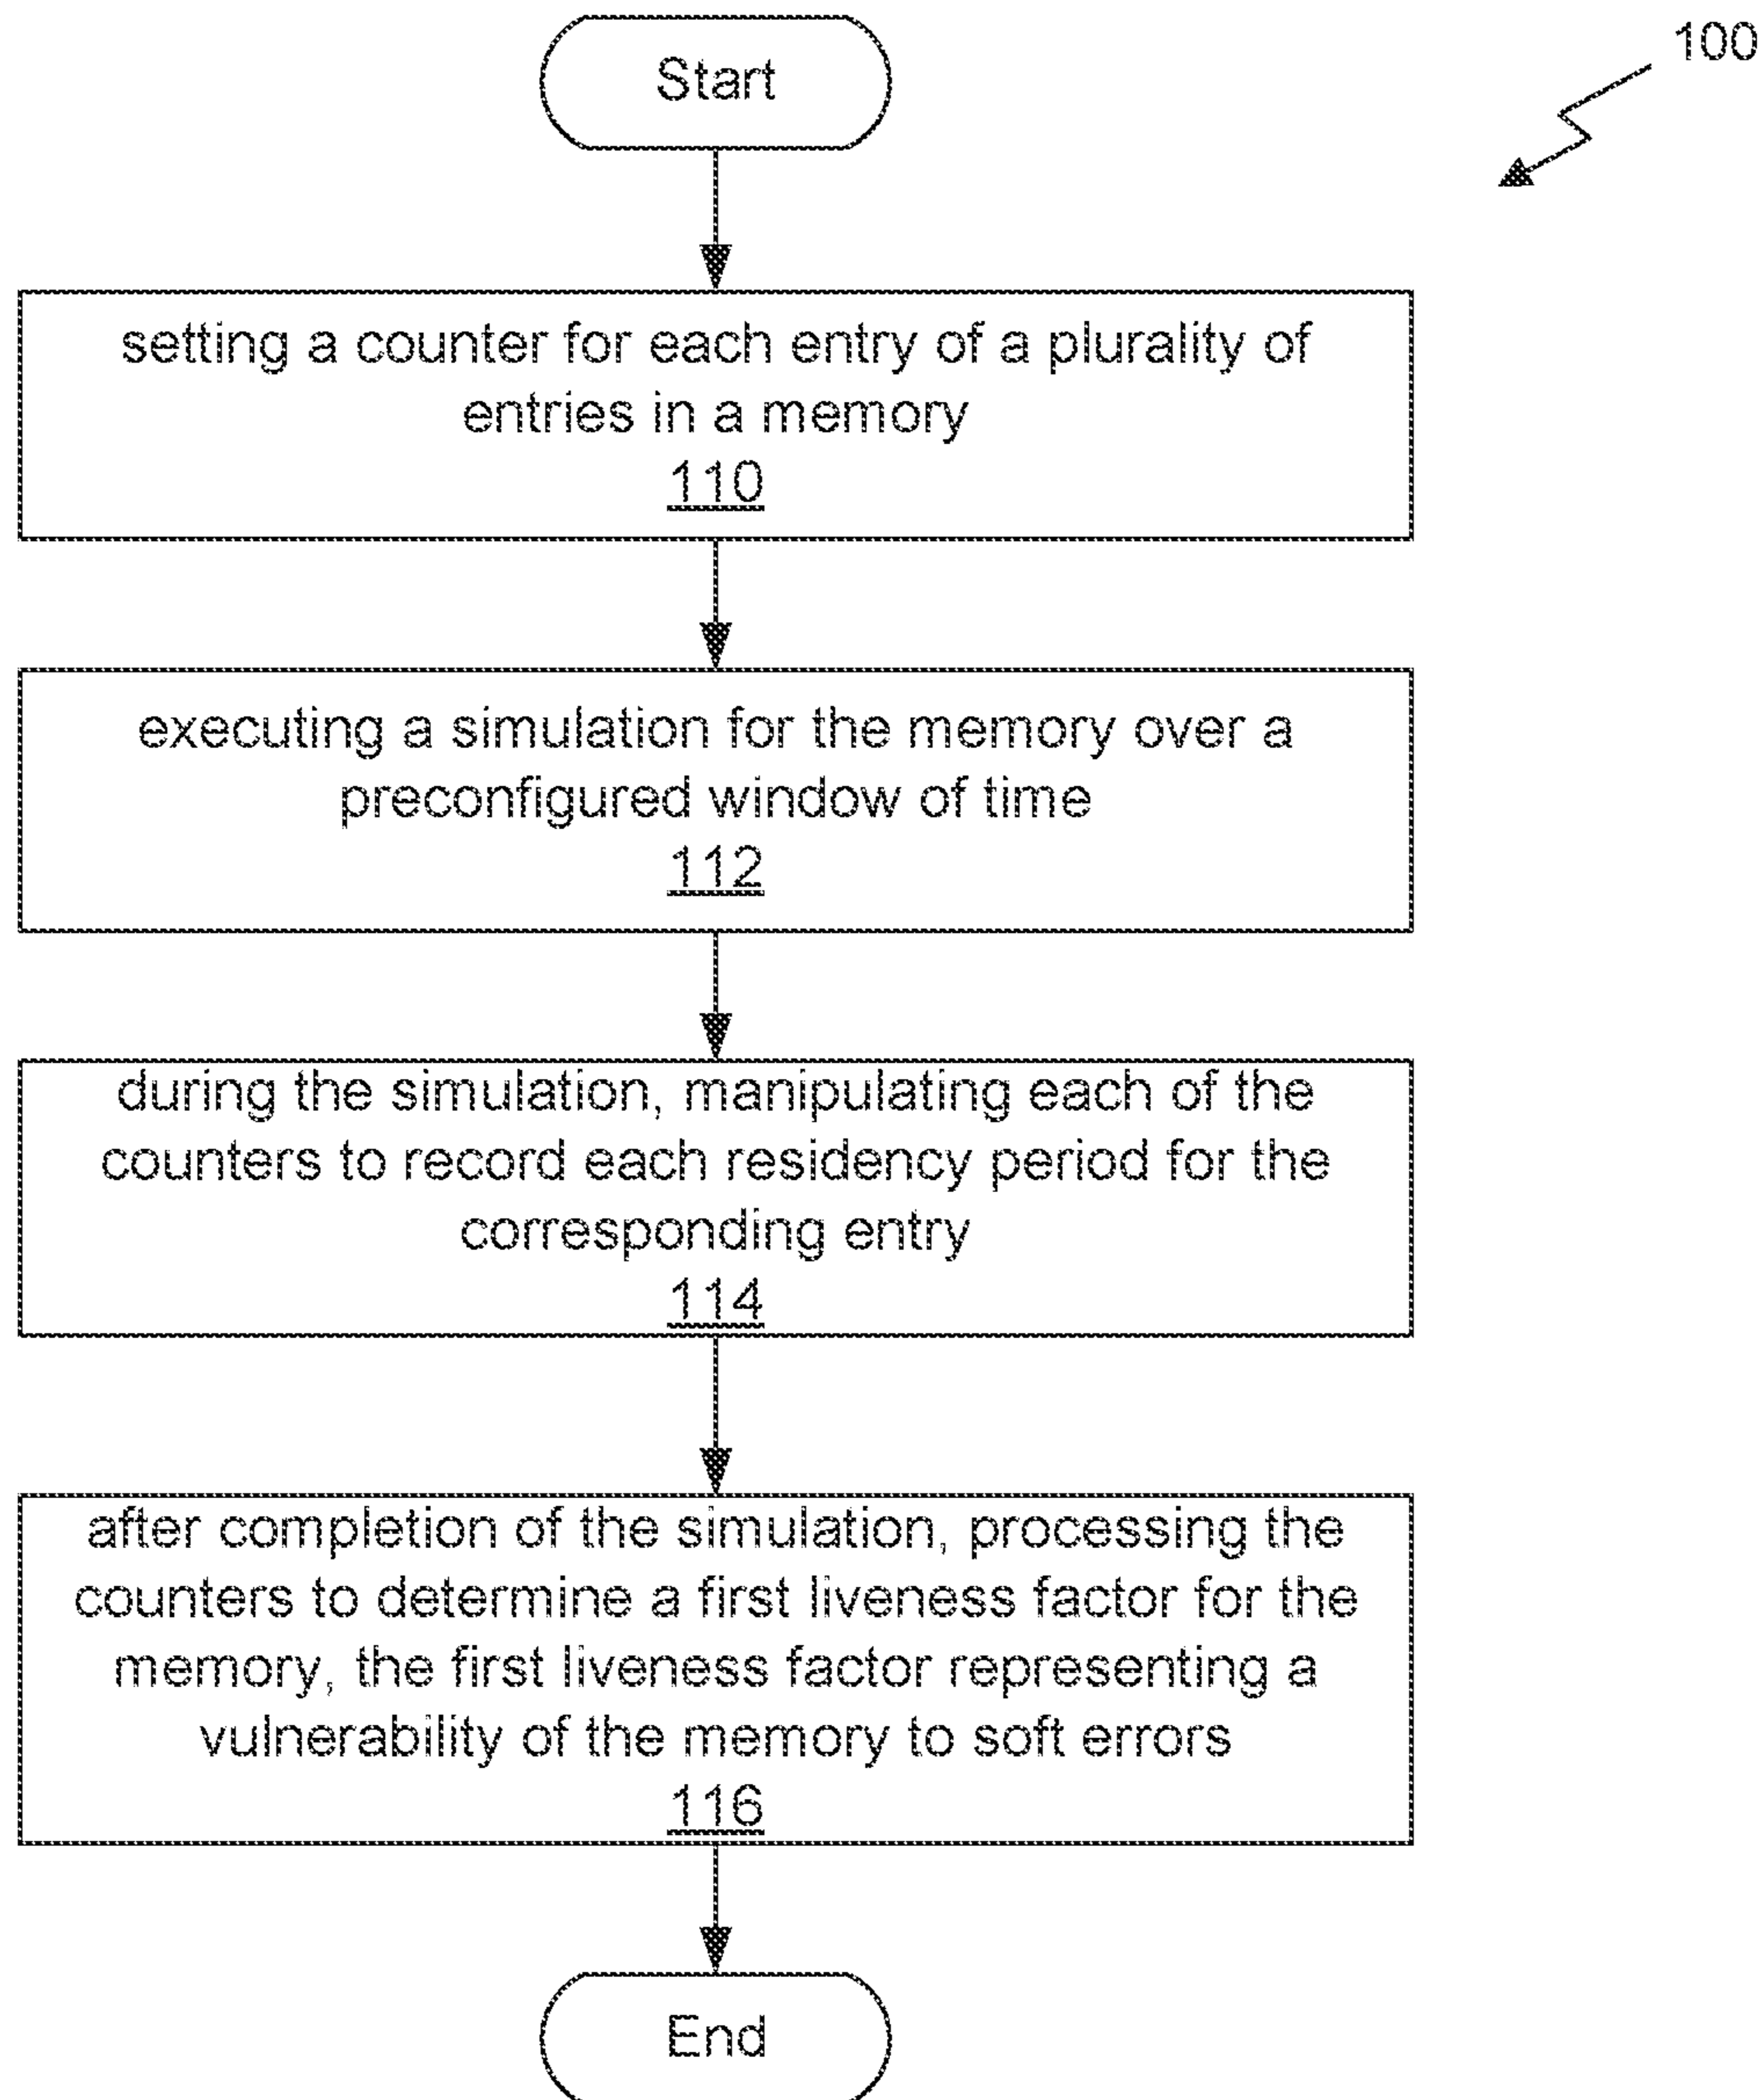 Start
100
setting a counter for each entry of a plurality of
entries in a memory
110
executing a simulation for the memory over a
preconfigured window of time
112
during the simulation, manipulating each of the
counters to record each residency period for the
corresponding entry
114
after completion of the simulation, processing the
counters to determine a first liveness factor for the
memory, the first liveness factor representing a
vulnerability of the memory to soft errors
116
End